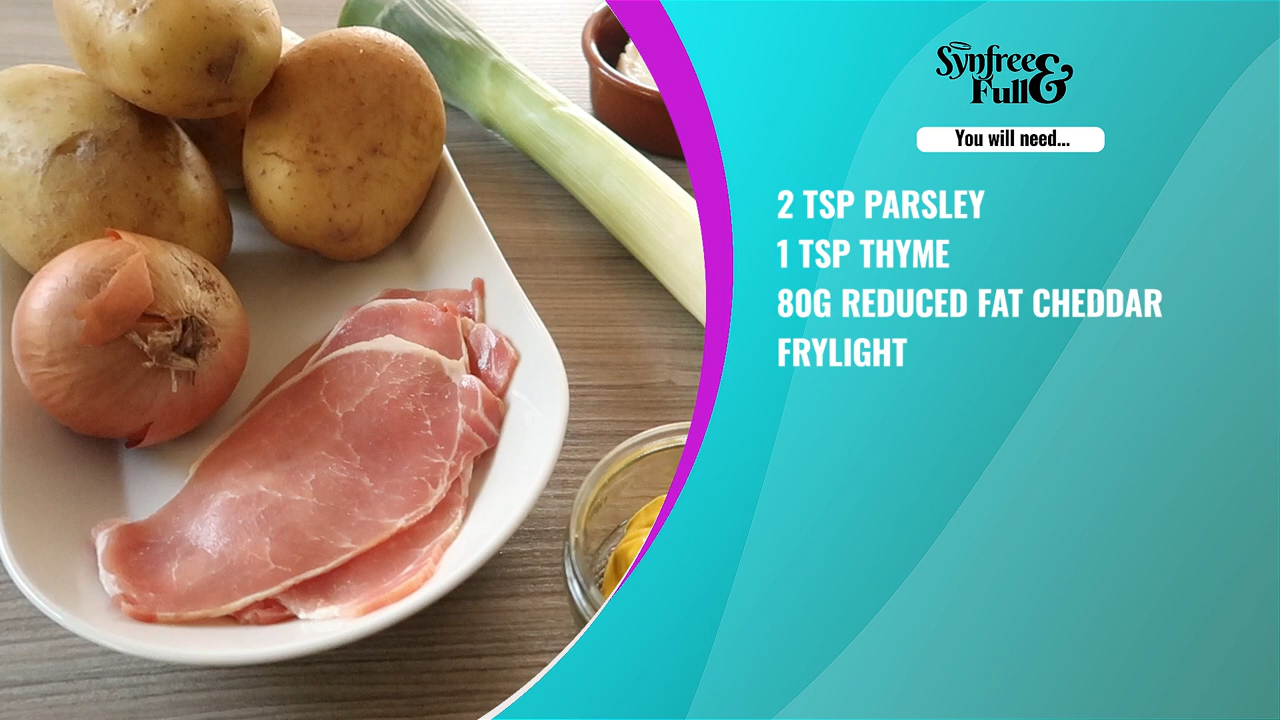 Synfree &
Full
You will need...
2 TSP PARSLEY
1 TSP THYME
80G REDUCED FAT CHEDDAR
FRYLIGHT